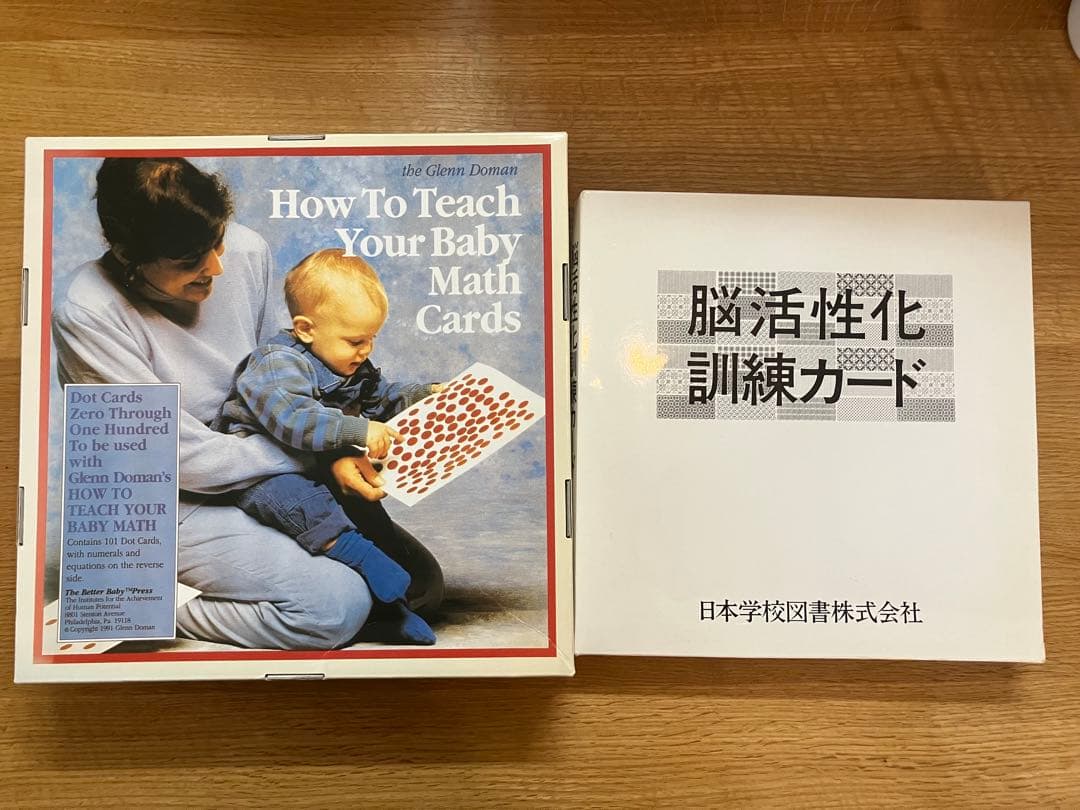 the Glenn Doman
How To Teach
Your Baby
Math
Cards
Dot Cards
Zero Through
One Hundred
To be used
with
Glenn Doman's
HOW TO
TEACH YOUR
BABY MATH
Contains 101 Dot Cards,
with numerals and
equations on the reverse
side.
The Better Baby™Press
The Institutes for the Achievement
of Human Potential
8801 Stenton Avenue
Philadelphia, Pa 19118
© Copyright 1991 Glenn Doman
脳活性化
訓練カード
日本学校図書株式会社